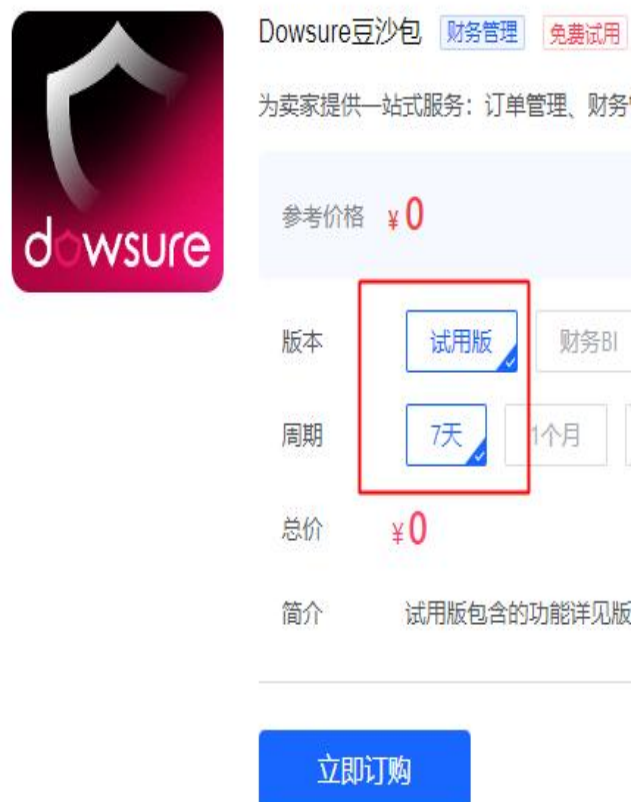 dowsure
Dowsure豆沙包 财务管理 免费试用
为卖家提供一站式服务：订单管理、财务
参考价格 ¥0
版本 试用版 财务BI
周期 7天 1个月
总价 ¥0
简介 试用版包含的功能详见版
立即订购